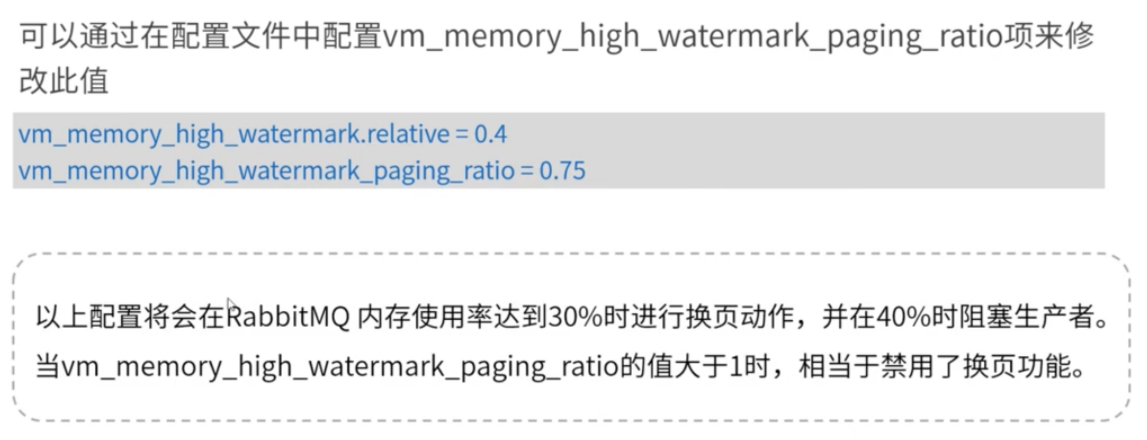 可以通过在配置文件中配置vm_memory_high_watermark_paging_ratio项来修
改此值
vm_memory_high_watermark.relative = 0.4
vm_memory_high_watermark_paging_ratio = 0.75
以上配置将会在RabbitMQ 内存使用率达到30%时进行换页动作，并在40%时阻塞生产者。
当vm_memory_high_watermark_paging_ratio的值大于1时，相当于禁用了换页功能。